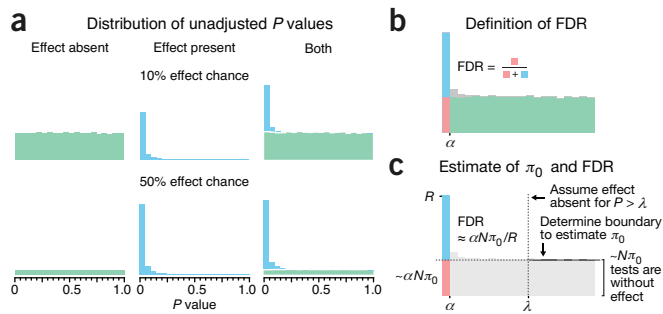 a
Distribution of unadjusted P values
Effect absent
Effect present
Both
10% effect chance
50% effect chance
0 0.5 1.0
0 0.5 1.0
0 0.5 1.0
P value
b
Definition of FDR
FDR =
+
α
c
Estimate of π0 and FDR
R
Assume effect
absent for P > λ
FDR
≈ αNπ0/R
Determine boundary
to estimate π0
~αNπ0
~Nπ0
tests are
without
effect
α
λ